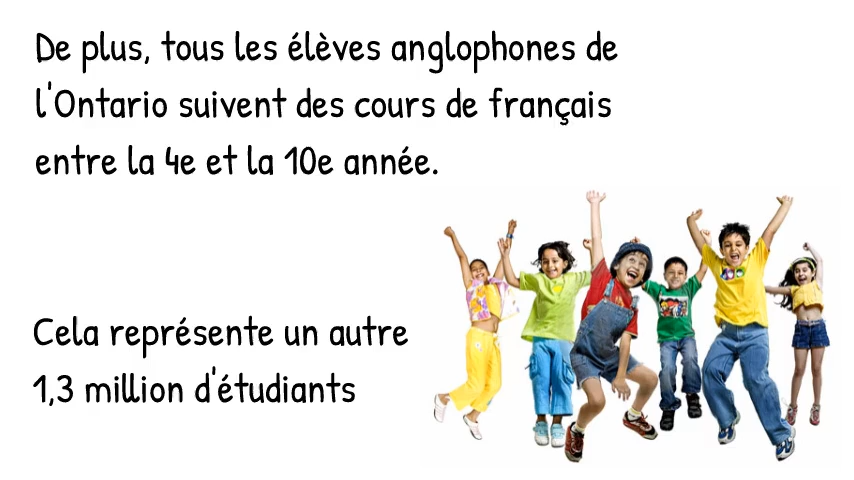 De plus, tous les élèves anglophones de
l'Ontario suivent des cours de français
entre la 4e et la 10e année.
Cela représente un autre
1,3 million d'étudiants